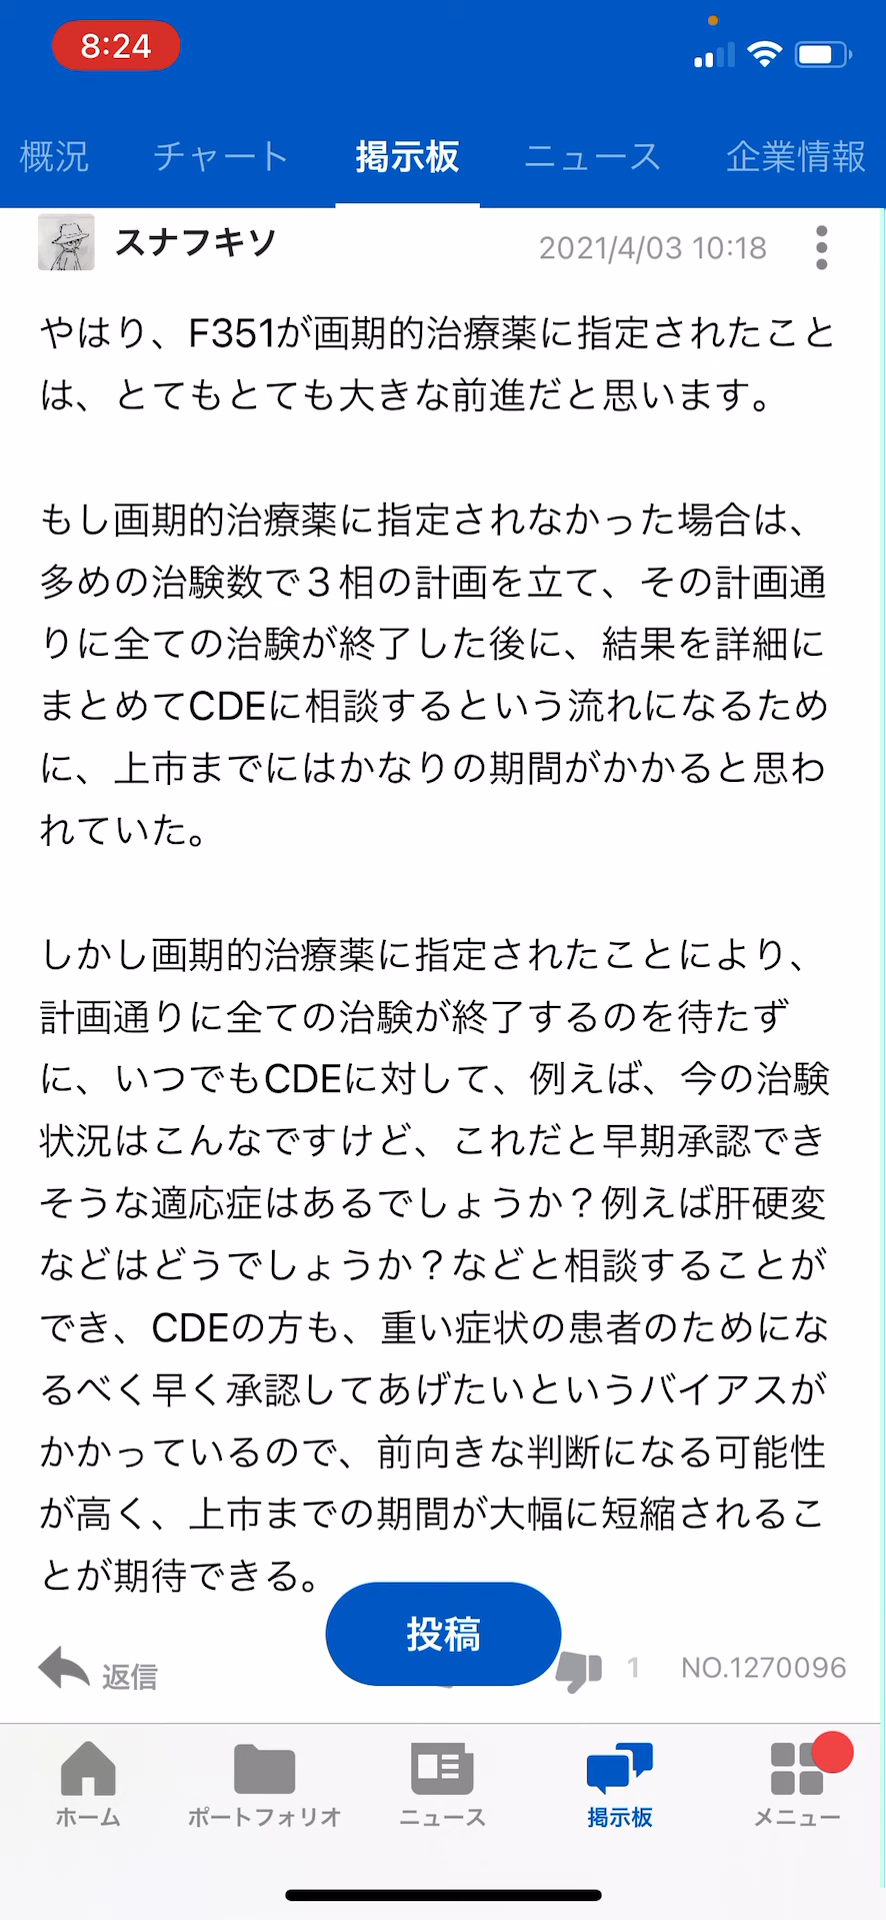 8:24
概況 チャート 掲示板 ニュース 企業情報
スナフキソ 2021/4/03 10:18
やはり、F351が画期的治療薬に指定されたこと
は、とてもとても大きな前進だと思います。
もし画期的治療薬に指定されなかった場合は、
多めの治験数で３相の計画を立て、その計画通
りに全ての治験が終了した後に、結果を詳細に
まとめてCDEに相談するという流れになるため
に、上市までにはかなりの期間がかかると思わ
れていた。
しかし画期的治療薬に指定されたことにより、
計画通りに全ての治験が終了するのを待たず
に、いつでもCDEに対して、例えば、今の治験
状況はこんなですけど、これだと早期承認でき
そうな適応症はあるでしょうか？例えば肝硬変
などはどうでしょうか？などと相談することが
でき、CDEの方も、重い症状の患者のためにな
るべく早く承認してあげたいというバイアスが
かかっているので、前向きな判断になる可能性
が高く、上市までの期間が大幅に短縮されるこ
とが期待できる。
投稿
返信 1 NO.1270096
ホーム ポートフォリオ ニュース 掲示板 メニュー